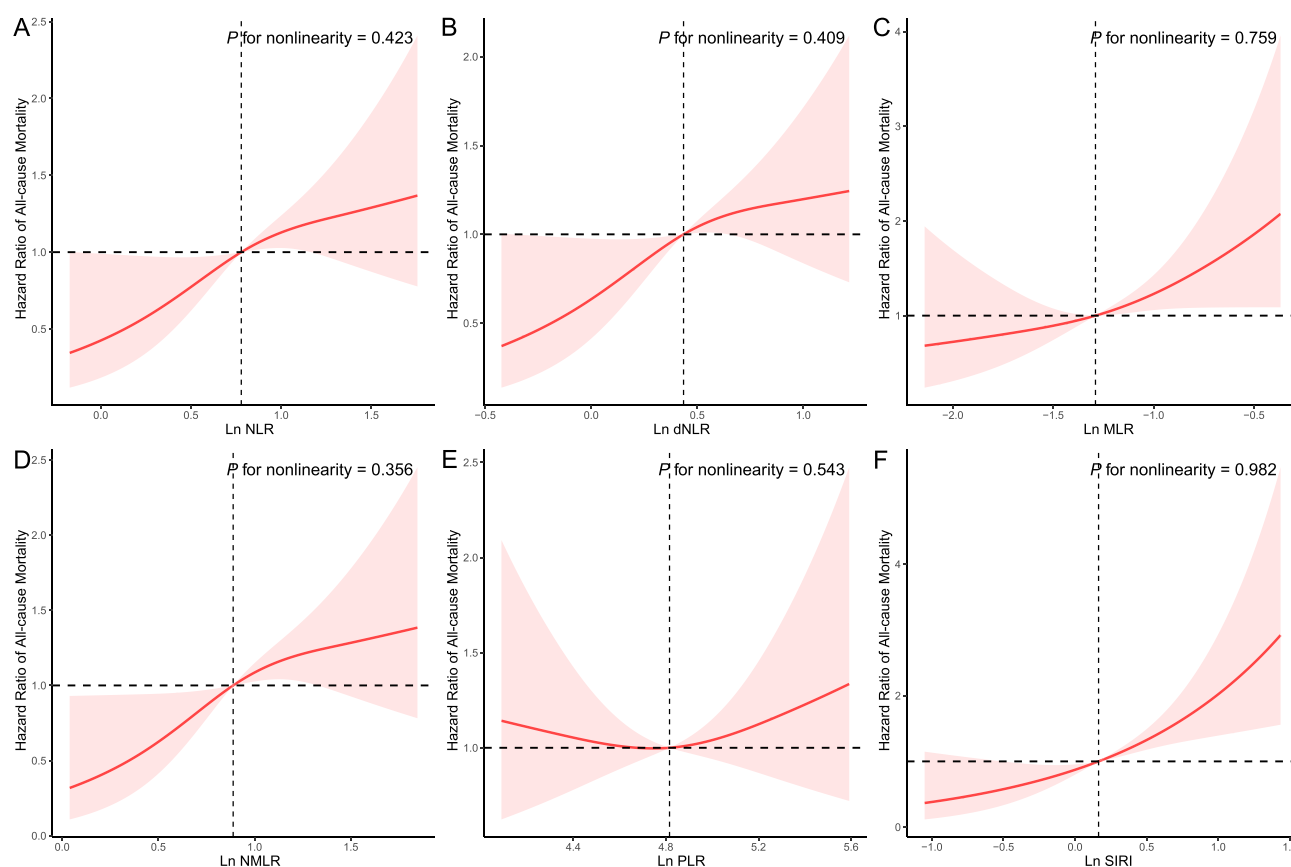 A
P for nonlinearity = 0.423
Hazard Ratio of All-cause Mortality
2.5
2.0
1.5
1.0
0.5
0.0
0.5
1.0
1.5
Ln NLR
B
P for nonlinearity = 0.409
Hazard Ratio of All-cause Mortality
2.0
1.5
1.0
0.5
−0.5
0.0
0.5
1.0
Ln dNLR
C
P for nonlinearity = 0.759
Hazard Ratio of All-cause Mortality
4
3
2
1
−2.0
−1.5
−1.0
−0.5
Ln MLR
D
P for nonlinearity = 0.356
Hazard Ratio of All-cause Mortality
2.5
2.0
1.5
1.0
0.5
0.0
0.0
0.5
1.0
1.5
Ln NMLR
E
P for nonlinearity = 0.543
Hazard Ratio of All-cause Mortality
2.5
2.0
1.5
1.0
4.4
4.8
5.2
5.6
Ln PLR
F
P for nonlinearity = 0.982
Hazard Ratio of All-cause Mortality
4
2
0
−1.0
−0.5
0.0
0.5
1.0
Ln SIRI